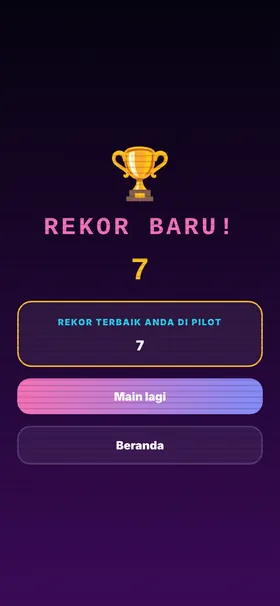 REKOR BARU!
7
REKOR TERBAIK ANDA DI PILOT
7
Main lagi
Beranda